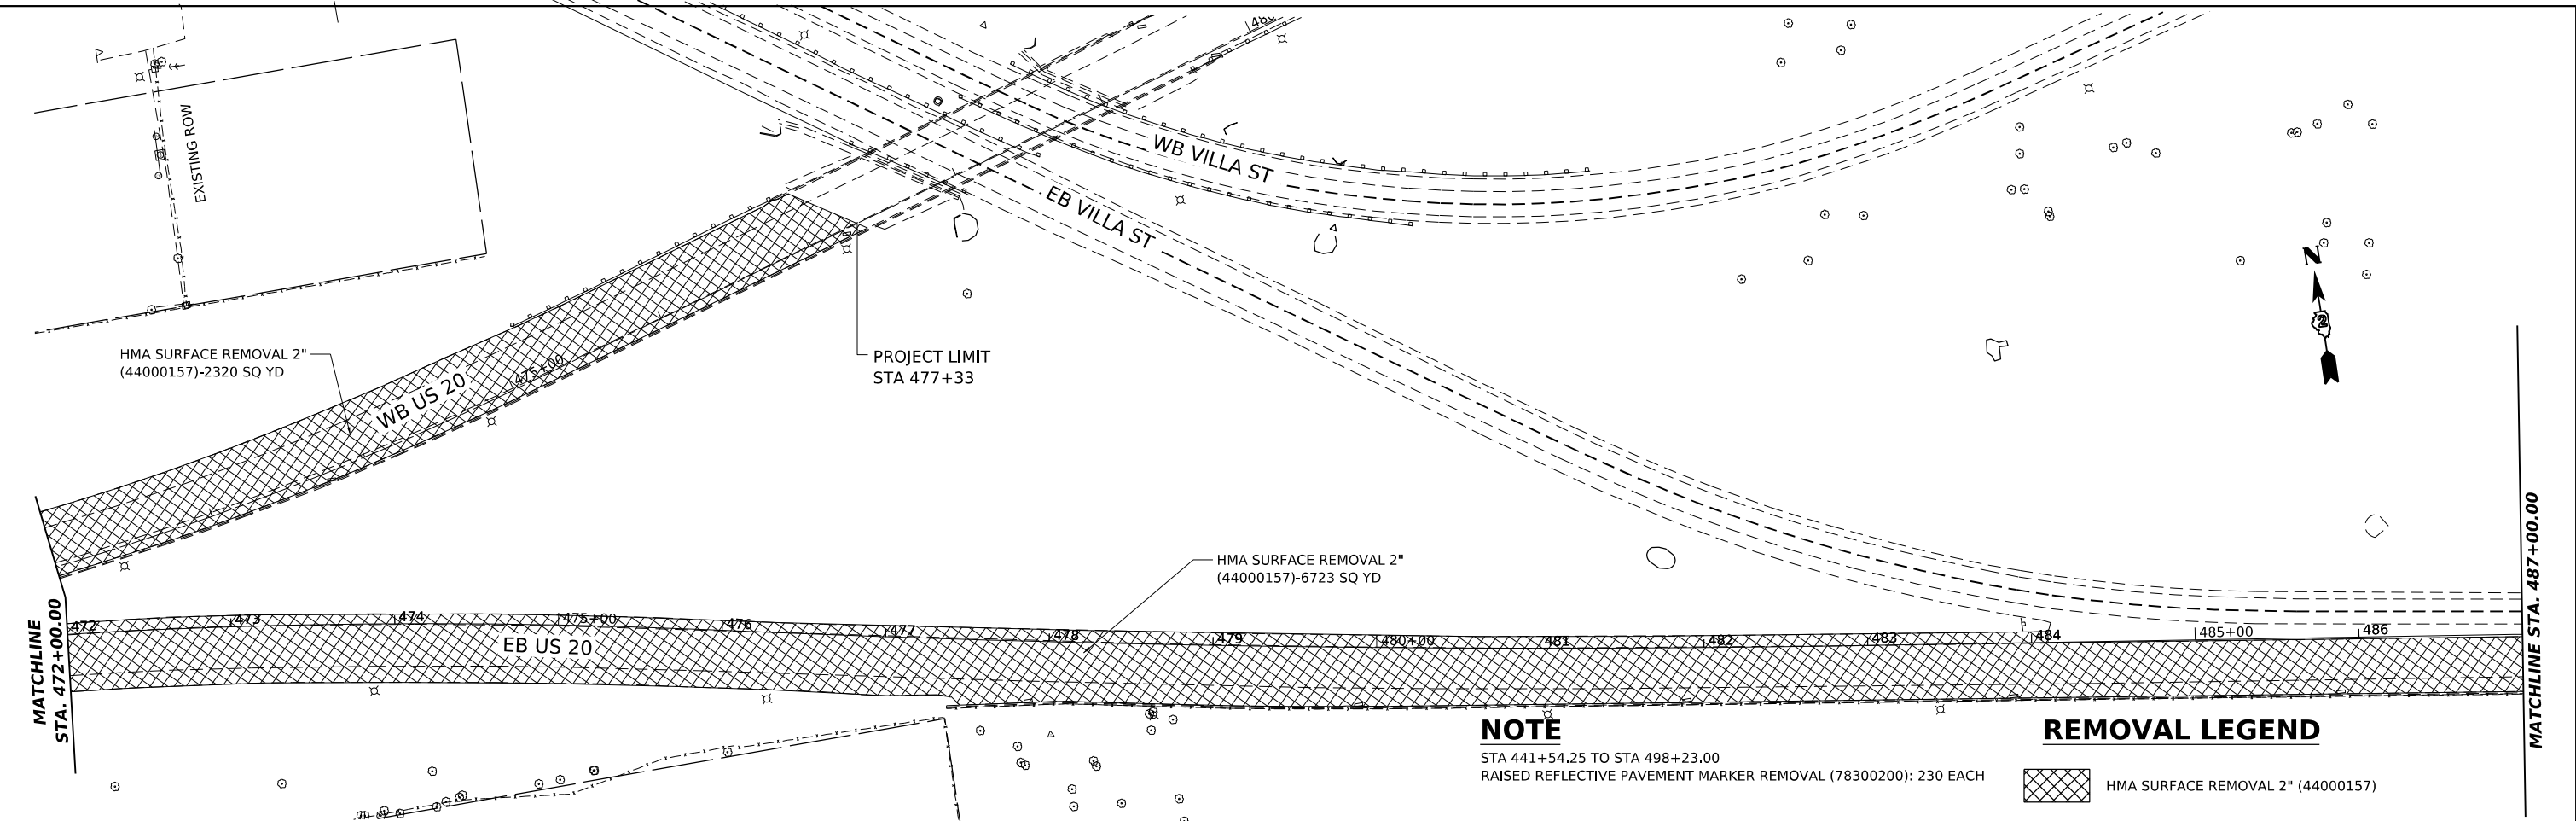 480
EXISTING ROW
WB VILLA ST
EB VILLA ST
N
2
HMA SURFACE REMOVAL 2"
(44000157)-2320 SQ YD
WB US 20
475+00
PROJECT LIMIT
STA 477+33
HMA SURFACE REMOVAL 2"
(44000157)-6723 SQ YD
MATCHLINE
STA. 472+00.00
472
473
474
475+00
476
477
478
479
480+00
481
482
483
484
485+00
486
EB US 20
MATCHLINE STA. 487+00.00
NOTE
STA 441+54.25 TO STA 498+23.00
RAISED REFLECTIVE PAVEMENT MARKER REMOVAL (78300200): 230 EACH
REMOVAL LEGEND
HMA SURFACE REMOVAL 2" (44000157)